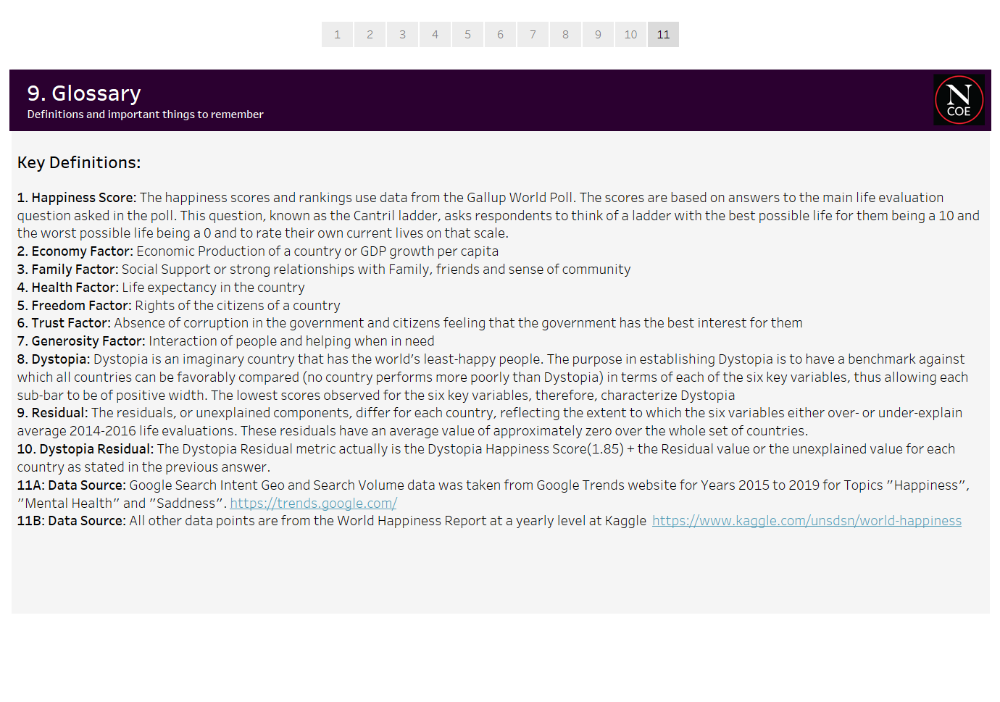 1 2 3 4 5 6 7 8 9 10 11
9. Glossary
Definitions and important things to remember
N
COE
Key Definitions:
1. Happiness Score: The happiness scores and rankings use data from the Gallup World Poll. The scores are based on answers to the main life evaluation
question asked in the poll. This question, known as the Cantril ladder, asks respondents to think of a ladder with the best possible life for them being a 10 and
the worst possible life being a 0 and to rate their own current lives on that scale.
2. Economy Factor: Economic Production of a country or GDP growth per capita
3. Family Factor: Social Support or strong relationships with Family, friends and sense of community
4. Health Factor: Life expectancy in the country
5. Freedom Factor: Rights of the citizens of a country
6. Trust Factor: Absence of corruption in the government and citizens feeling that the government has the best interest for them
7. Generosity Factor: Interaction of people and helping when in need
8. Dystopia: Dystopia is an imaginary country that has the world’s least-happy people. The purpose in establishing Dystopia is to have a benchmark against
which all countries can be favorably compared (no country performs more poorly than Dystopia) in terms of each of the six key variables, thus allowing each
sub-bar to be of positive width. The lowest scores observed for the six key variables, therefore, characterize Dystopia
9. Residual: The residuals, or unexplained components, differ for each country, reflecting the extent to which the six variables either over- or under-explain
average 2014-2016 life evaluations. These residuals have an average value of approximately zero over the whole set of countries.
10. Dystopia Residual: The Dystopia Residual metric actually is the Dystopia Happiness Score(1.85) + the Residual value or the unexplained value for each
country as stated in the previous answer.
11A: Data Source: Google Search Intent Geo and Search Volume data was taken from Google Trends website for Years 2015 to 2019 for Topics "Happiness",
"Mental Health" and "Saddness". https://trends.google.com/
11B: Data Source: All other data points are from the World Happiness Report at a yearly level at Kaggle https://www.kaggle.com/unsdsn/world-happiness